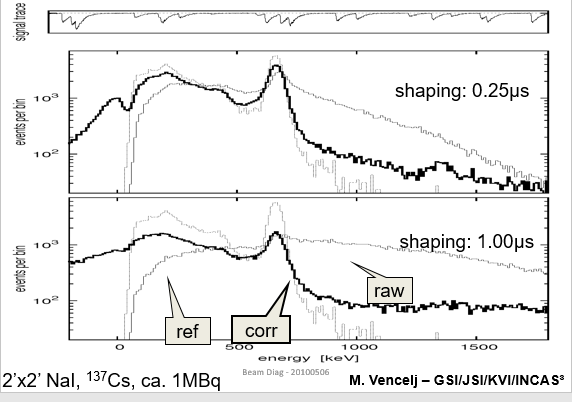 signal trace
events per bin
10³
10²
shaping: 0.25µs
events per bin
10³
10²
shaping: 1.00µs
raw
ref
corr
0 500 1000 1500
energy [keV]
Beam Diag - 20100506
2'x2' NaI, ¹³⁷Cs, ca. 1MBq
M. Vencelj – GSI/JSI/KVI/INCAS³